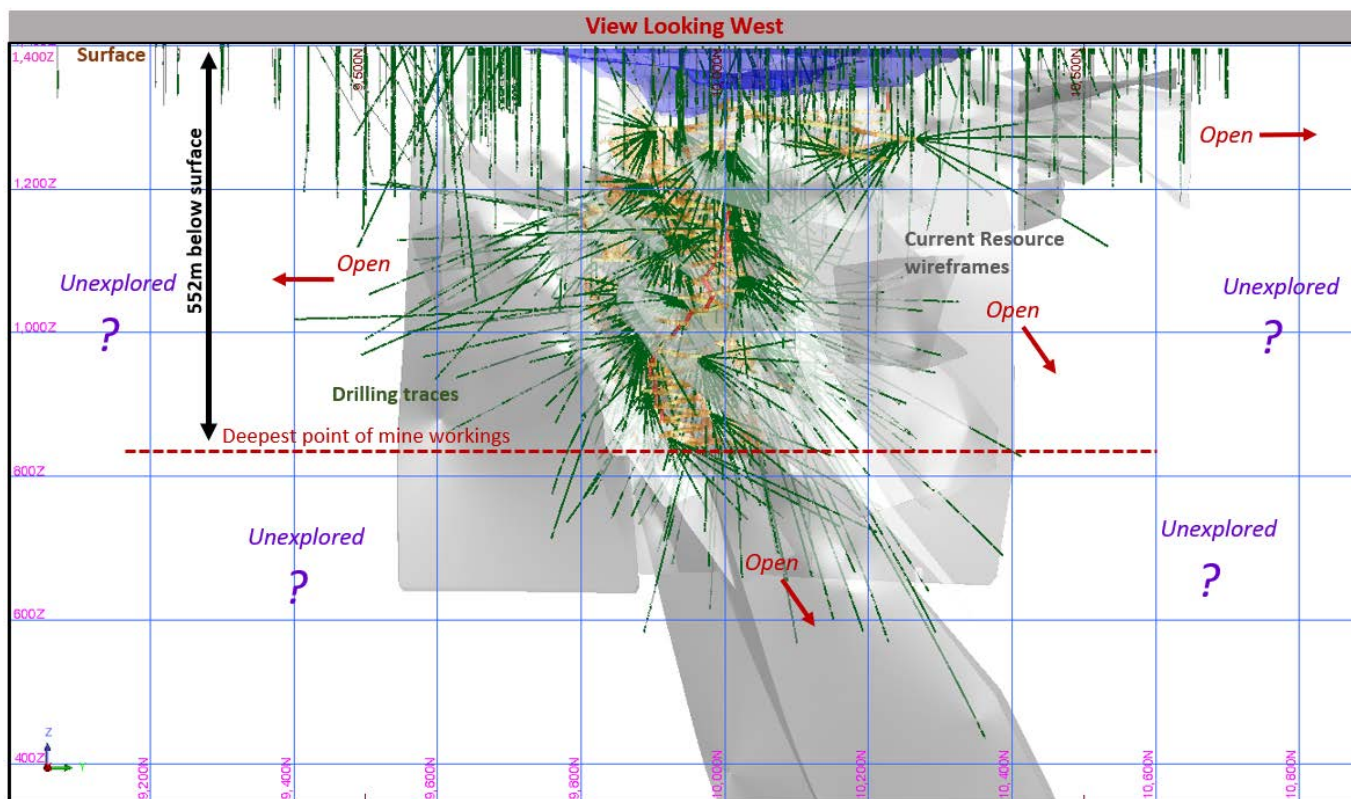 View Looking West
1,400Z
Surface
9,500N
10,000N
10,500N
Open
1,200Z
552m below surface
Current Resource
wireframes
Unexplored
?
Open
Open
Unexplored
?
1,000Z
Drilling traces
Deepest point of mine workings
800Z
Unexplored
?
Open
Unexplored
?
600Z
Z
Y
400Z
9,200N
9,400N
9,600N
9,800N
10,000N
10,200N
10,400N
10,600N
10,800N